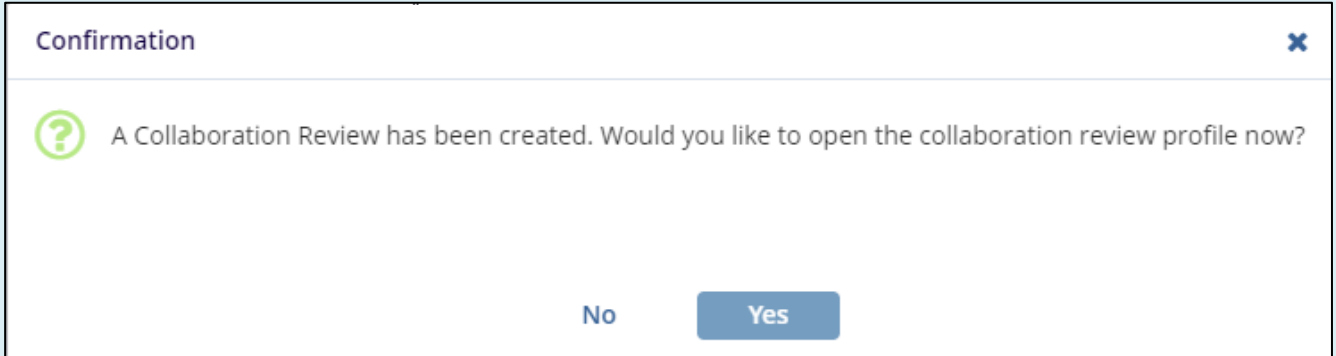 Confirmation
A Collaboration Review has been created. Would you like to open the collaboration review profile now?
No Yes